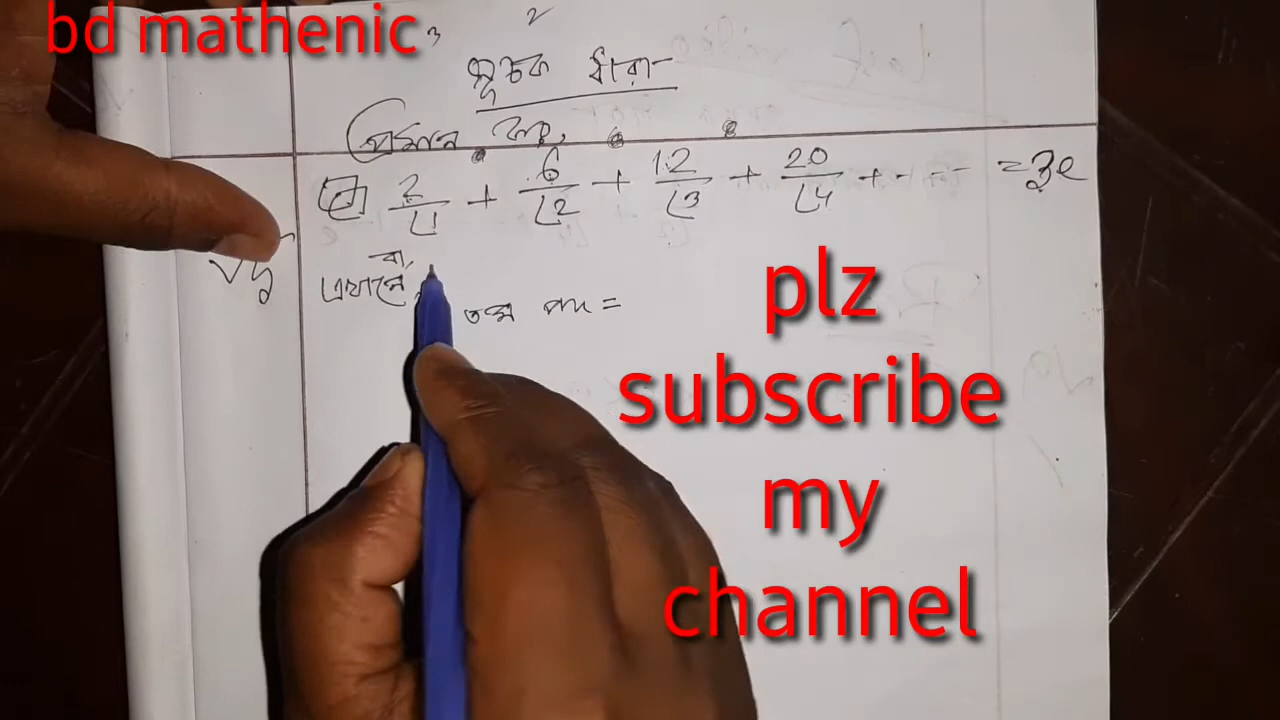 bd mathenic
সূচক ধারা
প্রমাণ কর,
2/⌊1 + 6/⌊2 + 12/⌊3 + 20/⌊4 + - - - = 3e
এখানে,
তম পদ =
plz
subscribe
my
channel